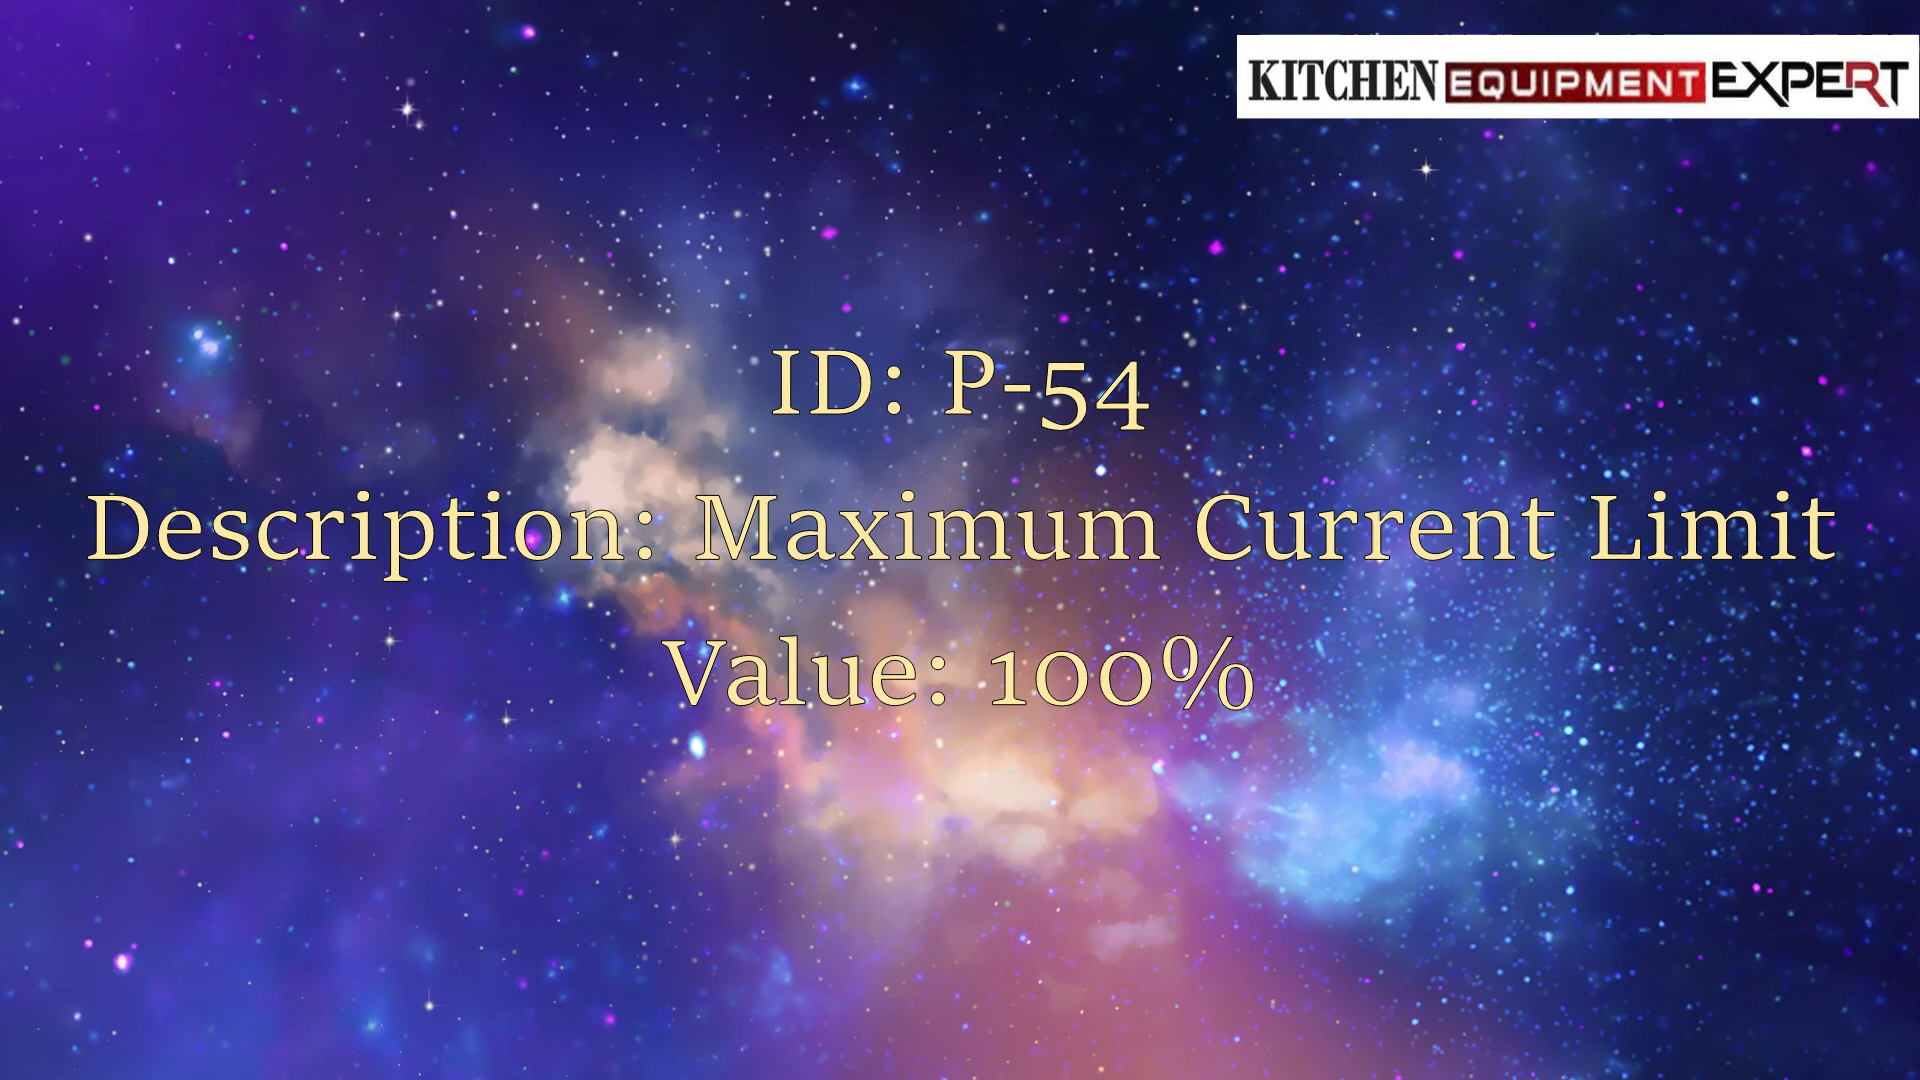 KITCHEN EQUIPMENT EXPERT
ID: P-54
Description: Maximum Current Limit
Value: 100%